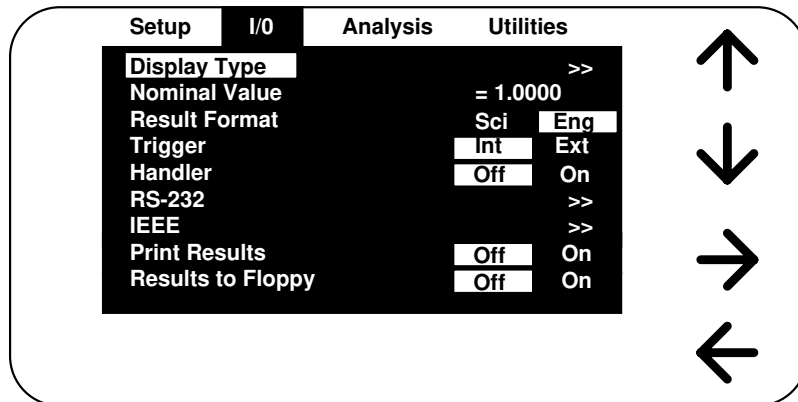 Setup I/0 Analysis Utilities
Display Type >>
Nominal Value = 1.0000
Result Format Sci Eng
Trigger Int Ext
Handler Off On
RS-232 >>
IEEE >>
Print Results Off On
Results to Floppy Off On